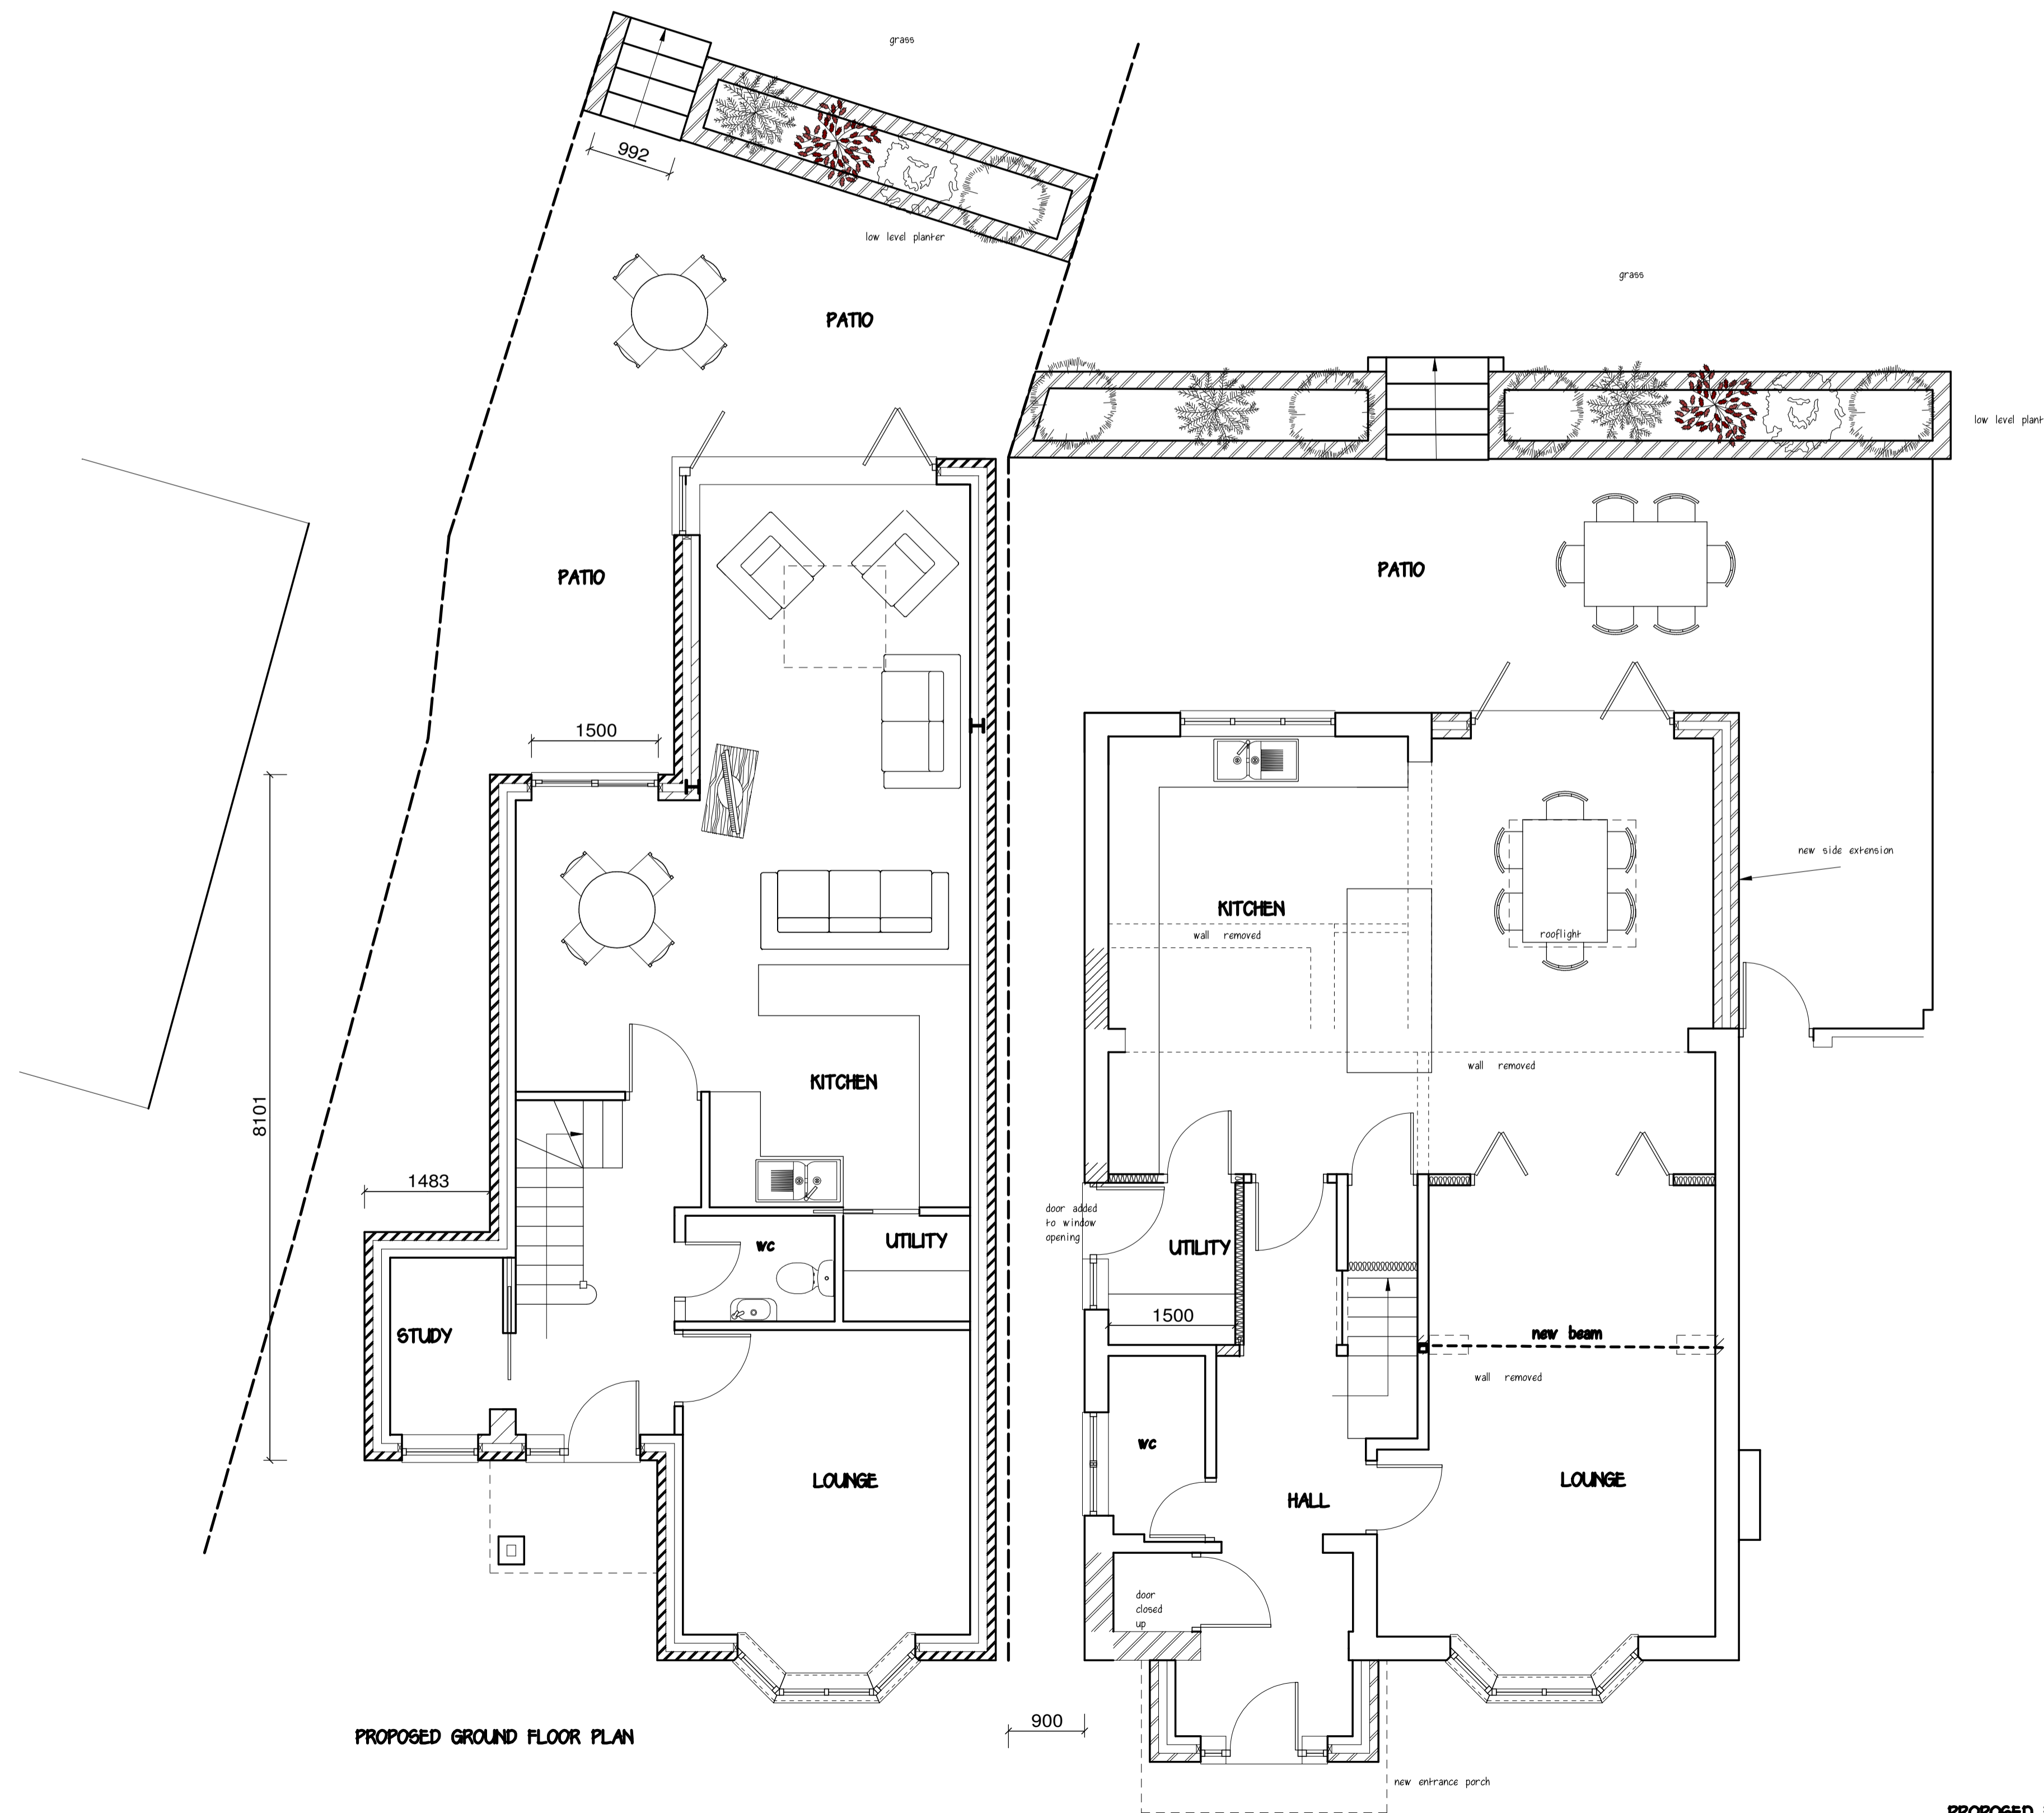 grass
992
low level planter
PATIO
grass
low level plant
PATIO
PATIO
1500
new side extension
KITCHEN
wall removed
rooflight
wall removed
KITCHEN
8101
1483
door added
to window
opening
WC
UTILITY
UTILITY
1500
STUDY
new beam
wall removed
WC
LOUNGE
LOUNGE
HALL
door
closed
up
900
PROPOSED GROUND FLOOR PLAN
new entrance porch
PROPOSED